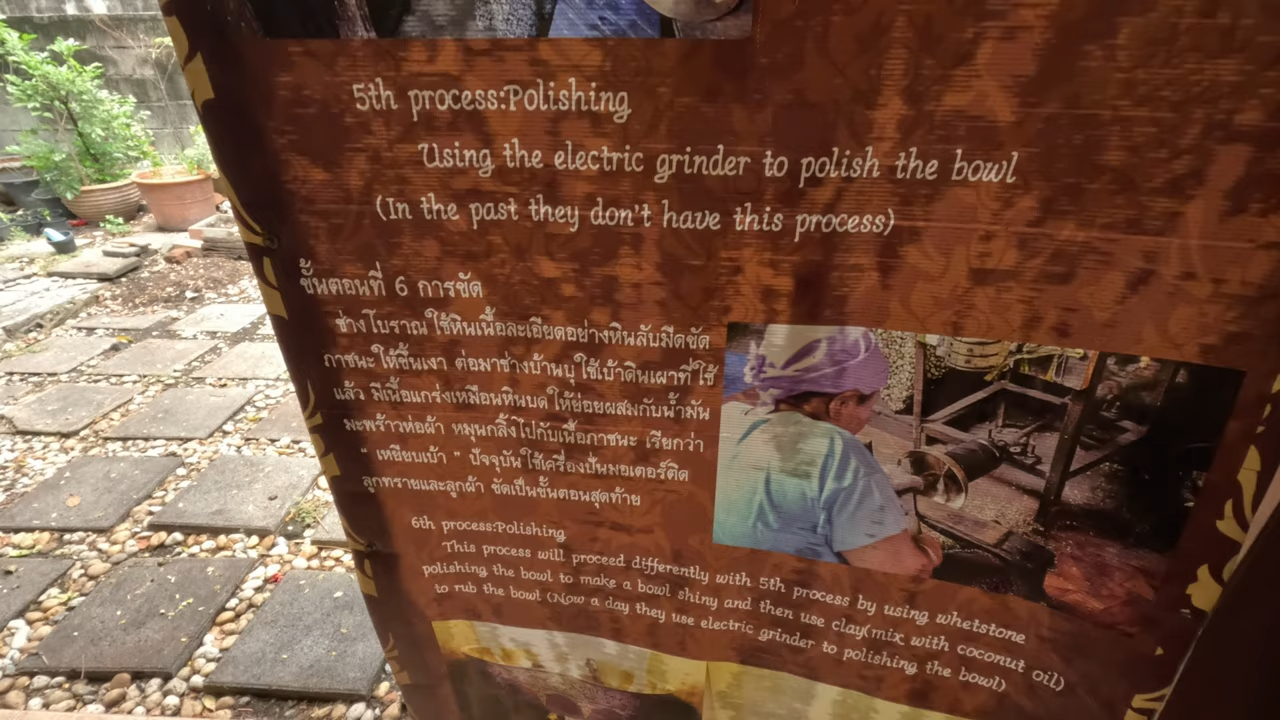 5th process:Polishing
Using the electric grinder to polish the bowl
(In the past they don't have this process)
ขั้นตอนที่ 6 การขัด
ช่างโบราณใช้หินเนื้อละเอียดอย่างหินลับมีดขัด
ภาชนะให้ขึ้นเงา ต่อมาช่างบ้านบุใช้เบ้าดินเผาที่ใช้
แล้ว มีเนื้อแกร่งเหมือนหินบดให้ย่อยผสมกับน้ำมัน
มะพร้าวห่อผ้า หมุนกลิ้งไปกับเนื้อภาชนะ เรียกว่า
" เหยียบเบ้า " ปัจจุบันใช้เครื่องปั่นมอเตอร์ติด
ลูกทรายและลูกผ้า ขัดเป็นขั้นตอนสุดท้าย
6th process:Polishing
This process will proceed differently with 5th process by using whetstone
polishing the bowl to make a bowl shiny and then use clay(mix with coconut oil)
to rub the bowl (Now a day they use electric grinder to polishing the bowl)